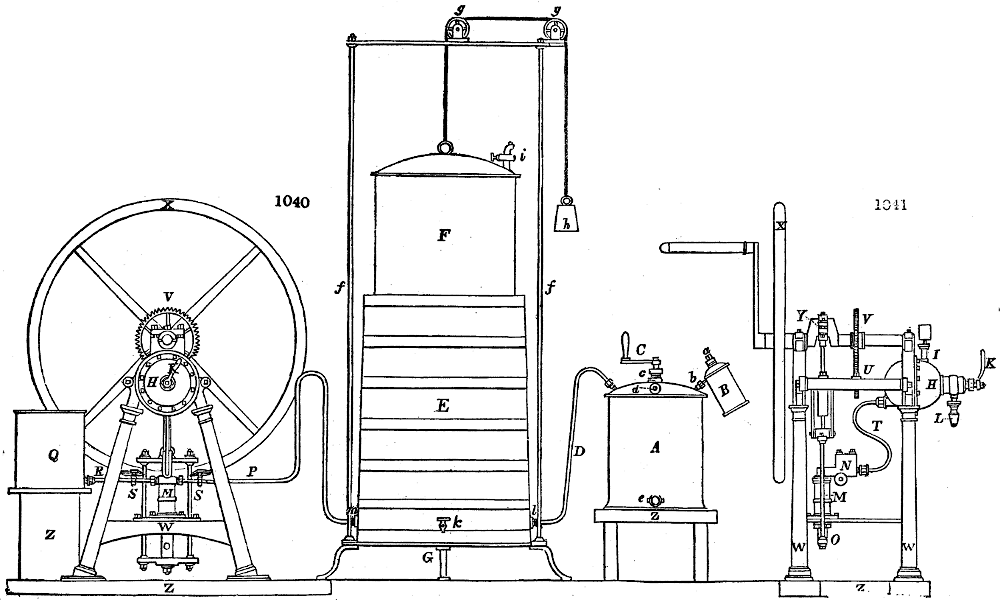 g g
i
1040
h
1041
X
X
F
f f
V
Y V
C
a
c
b
I
K
d
B
U
H
K
H
L
E
T
Q
R
P
D
A
N
S M S
M
e
m k l
Z
W
O
O
Z
G
W W
Z
Z